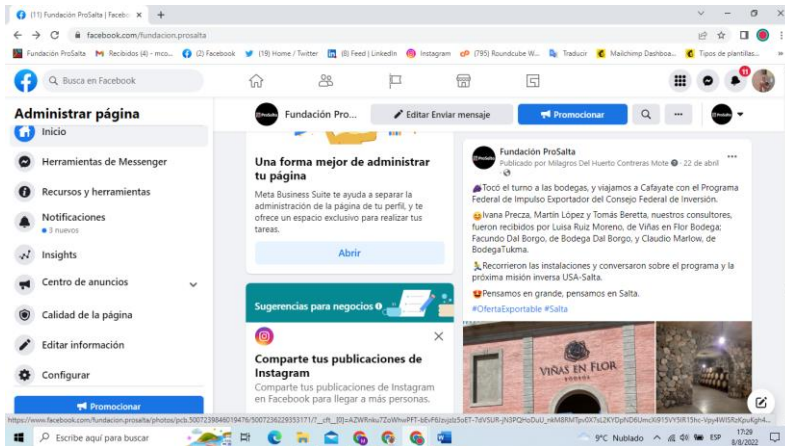 (11) Fundación ProSalta | Facebo
facebook.com/fundacion.prosalta
Fundación ProSalta
Recibidos (4) - mco...
(2) Facebook
(19) Home / Twitter
(8) Feed | LinkedIn
Instagram
(795) Roundcube W...
Traducir
Mailchimp Dashboa...
Tipos de plantillas...
Busca en Facebook
11
Administrar página
Inicio
Herramientas de Messenger
Recursos y herramientas
Notificaciones
3 nuevos
Insights
Centro de anuncios
Calidad de la página
Editar información
Configurar
Promocionar
Fundación Pro...
Editar Enviar mensaje
Promocionar
Una forma mejor de administrar
tu página
Meta Business Suite te ayuda a separar la
administración de la página de tu perfil, y te
ofrece un espacio exclusivo para realizar tus
tareas.
Abrir
Sugerencias para negocios
Comparte tus publicaciones de
Instagram
Comparte tus publicaciones de Instagram
en Facebook para llegar a más personas.
Fundación ProSalta
Publicado por Milagros Del Huerto Contreras Mote · 22 de abril
Tocó el turno a las bodegas, y viajamos a Cafayate con el Programa
Federal de Impulso Exportador del Consejo Federal de Inversión.
Ivana Precza, Martín López y Tomás Beretta, nuestros consultores,
fueron recibidos por Luisa Ruiz Moreno, de Viñas en Flor Bodega;
Facundo Dal Borgo, de Bodega Dal Borgo, y Claudio Marlow, de
BodegaTukma.
Recorrieron las instalaciones y conversaron sobre el programa y la
próxima misión inversa USA-Salta.
Pensamos en grande, pensamos en Salta.
#OfertaExportable #Salta
VIÑAS EN FLOR
BODEGA
Escribe aquí para buscar
9°C Nublado
ESP
17:29
8/8/2022